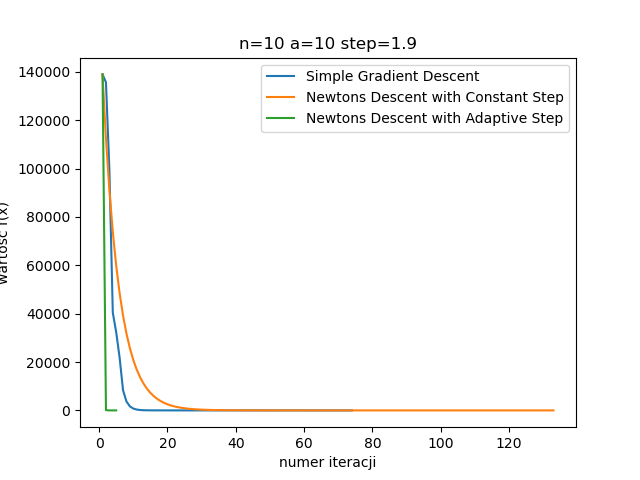 n=10 a=10 step=1.9
Simple Gradient Descent
Newtons Descent with Constant Step
Newtons Descent with Adaptive Step
140000
120000
100000
80000
60000
40000
20000
0
wartość f(x)
0 20 40 60 80 100 120
numer iteracji